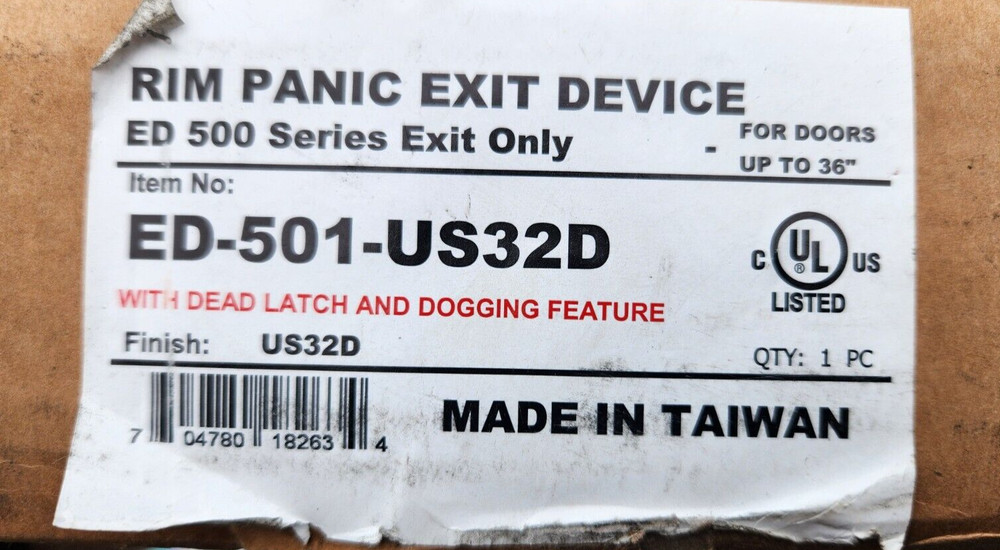 RIM PANIC EXIT DEVICE
ED 500 Series Exit Only - FOR DOORS
UP TO 36"
Item No:
ED-501-US32D
C UL ® US
LISTED
WITH DEAD LATCH AND DOGGING FEATURE
Finish: US32D
QTY: 1 PC
7 04780 18263 4
MADE IN TAIWAN